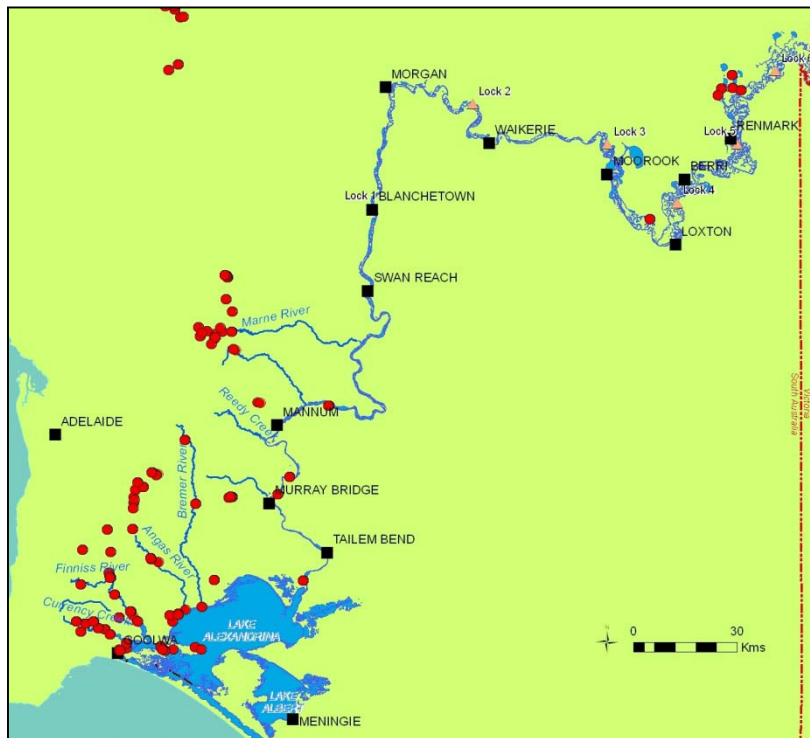 Lock 6
MORGAN
Lock 2
WAIKERIE
Lock 3
Lock 5
RENMARK
MOOROOK
BERRI
Lock 4
Lock 1
BLANCHETOWN
LOXTON
SWAN REACH
Marne River
Victoria
South Australia
Reedy Creek
MANNUM
ADELAIDE
Bremer River
MURRAY BRIDGE
Angas River
TAILEM BEND
Finniss River
Currency Creek
GOOLWA
LAKE
ALEXANDRINA
0 30
Kms
LAKE
ALBERT
MENINGIE